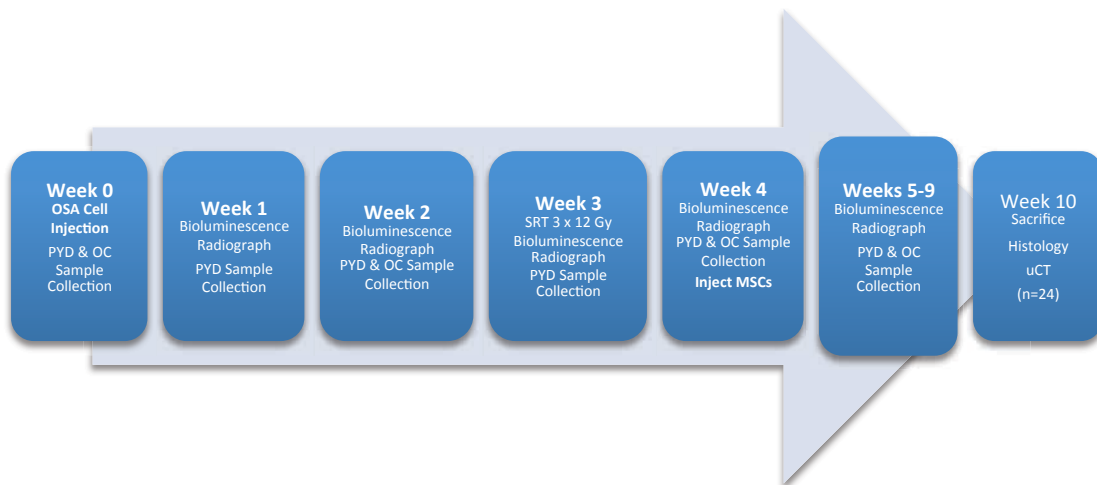 Week 0
OSA Cell
Injection
PYD & OC
Sample
Collection
Week 1
Bioluminescence
Radiograph
PYD Sample
Collection
Week 2
Bioluminescence
Radiograph
PYD & OC Sample
Collection
Week 3
SRT 3 x 12 Gy
Bioluminescence
Radiograph
PYD Sample
Collection
Week 4
Bioluminescence
Radiograph
PYD & OC Sample
Collection
Inject MSCs
Weeks 5-9
Bioluminescence
Radiograph
PYD & OC
Sample
Collection
Week 10
Sacrifice
Histology
uCT
(n=24)